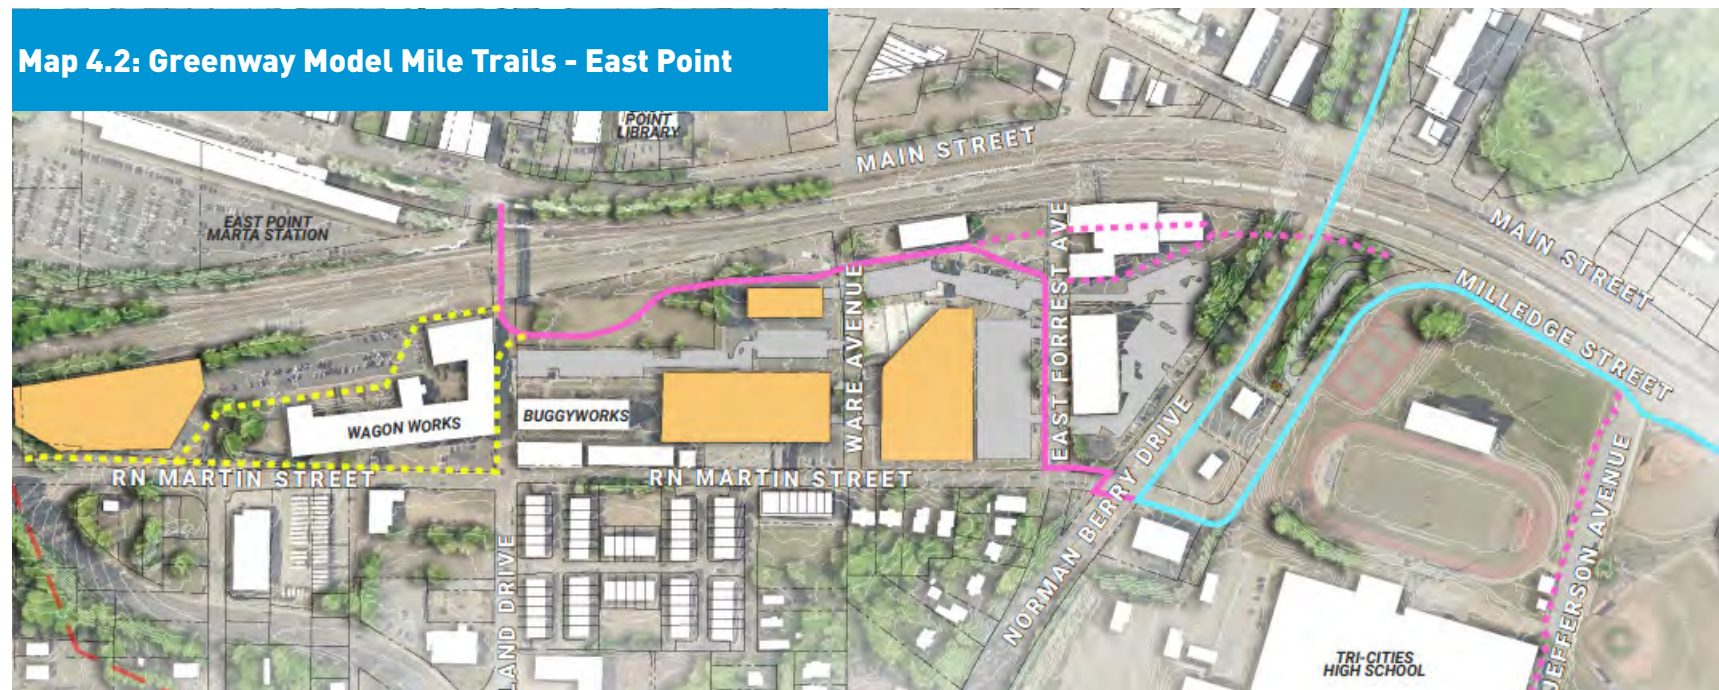 Map 4.2: Greenway Model Mile Trails - East Point
POINT
LIBRARY
MAIN STREET
EAST POINT
MARTA STATION
MAIN STREET
MILLEDGE STREET
WARE AVENUE
EAST FORREST AVE
BUGGYWORKS
WAGON WORKS
RN MARTIN STREET
RN MARTIN STREET
NORMAN BERRY DRIVE
JEFFERSON AVENUE
LAND DRIVE
TRI-CITIES
HIGH SCHOOL